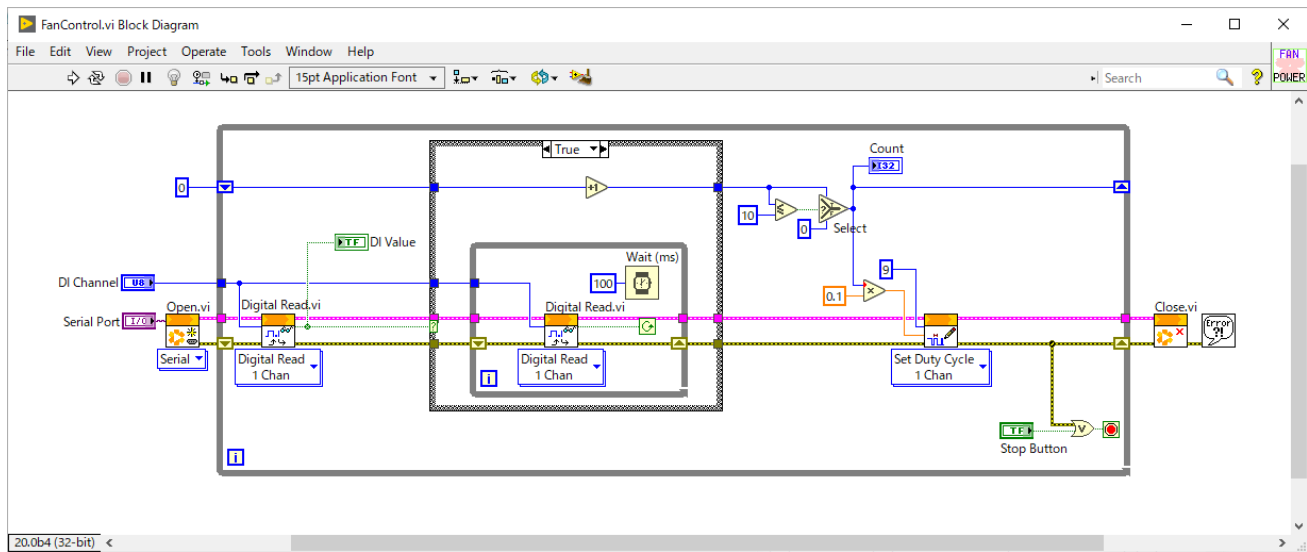 FanControl.vi Block Diagram
File Edit View Project Operate Tools Window Help
15pt Application Font
Search
FAN
POWER
True
Count
I32
0
+1
10
0
Select
TF DI Value
Wait (ms)
100
9
DI Channel U8
0.1
Open.vi Digital Read.vi Digital Read.vi Close.vi
Serial Port I/O
Error
?!
Serial Digital Read
1 Chan
Digital Read
1 Chan
Set Duty Cycle
1 Chan
i
TF
Stop Button
i
20.0b4 (32-bit)